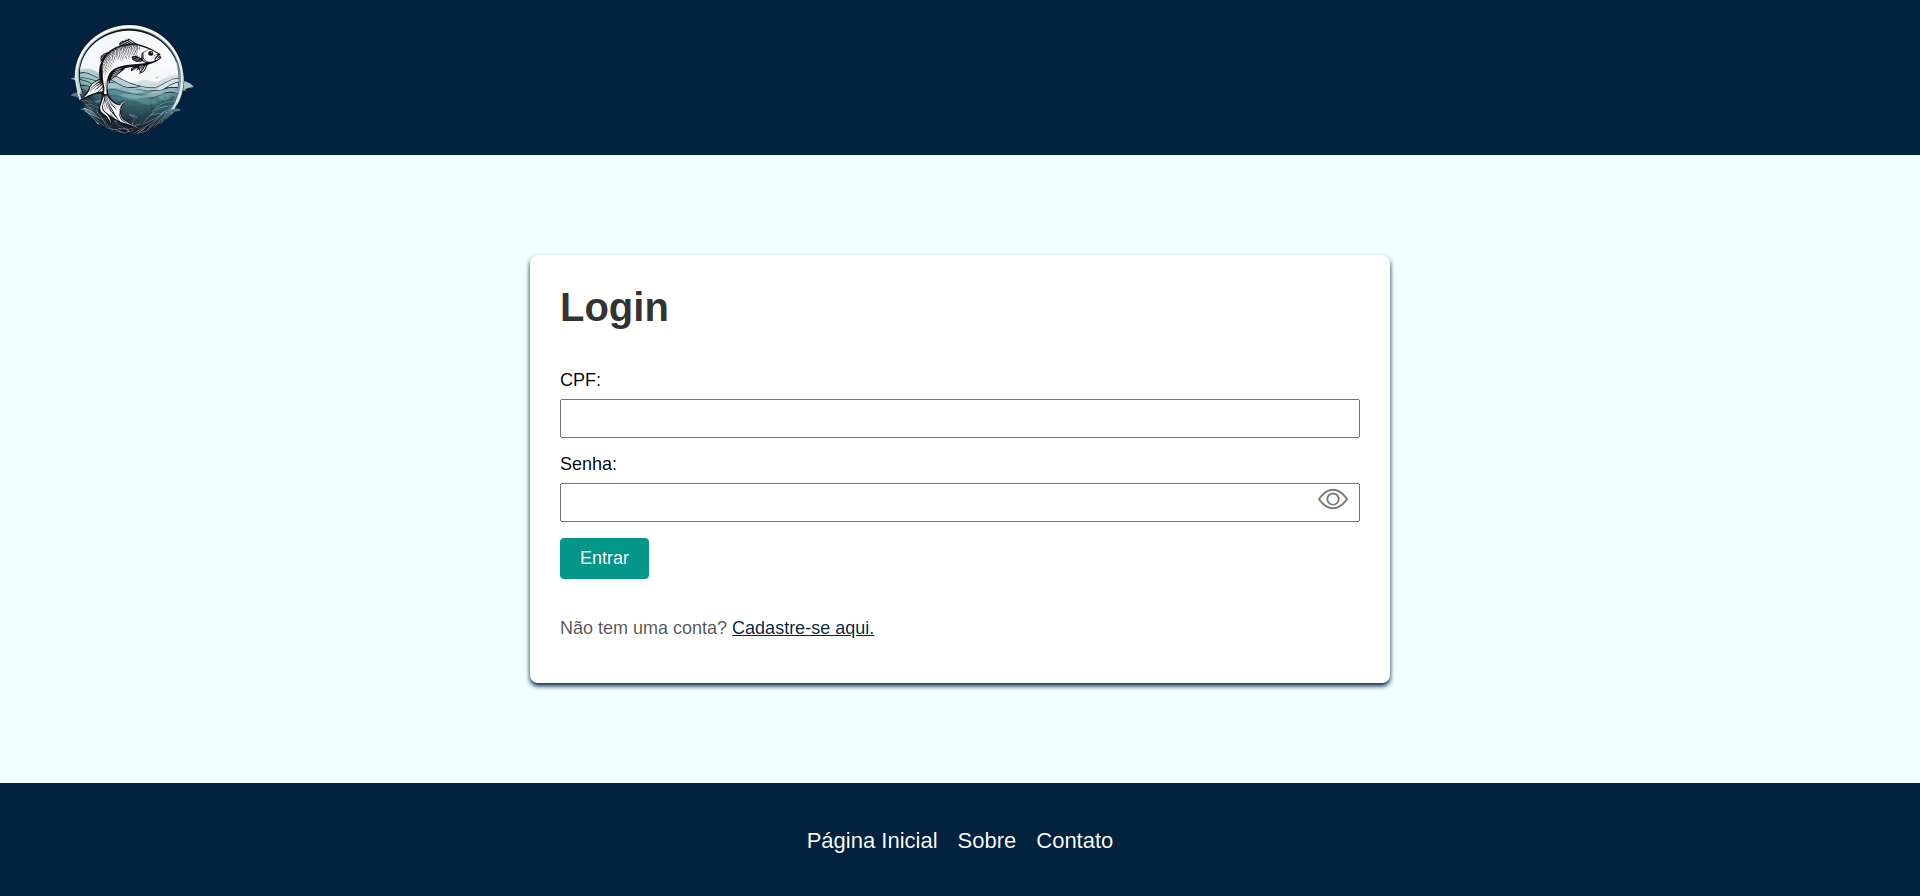 Login
CPF:
Senha:
Entrar
Não tem uma conta? Cadastre-se aqui.
Página Inicial Sobre Contato